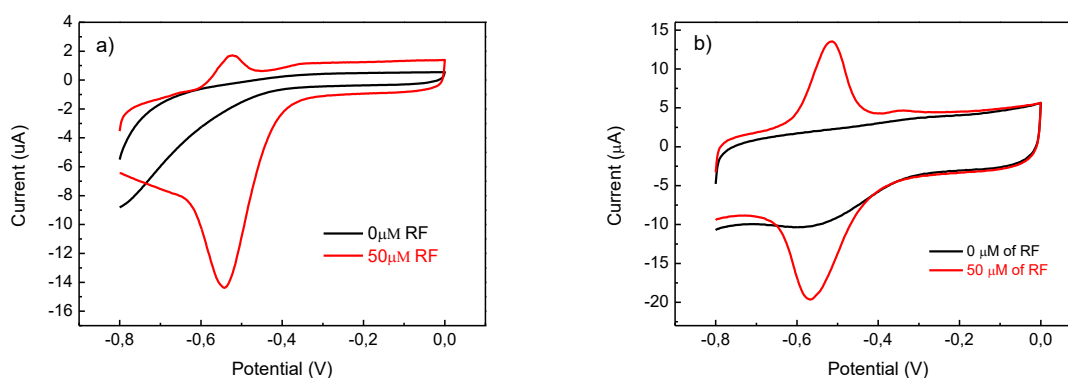 a)
4
2
0
-2
-4
-6
-8
-10
-12
-14
-16
Current (uA)
0μM RF
50μM RF
-0,8
-0,6
-0,4
-0,2
0,0
Potential (V)
b)
15
10
5
0
-5
-10
-15
-20
Current (μA)
0 μM of RF
50 μM of RF
-0,8
-0,6
-0,4
-0,2
0,0
Potential (V)